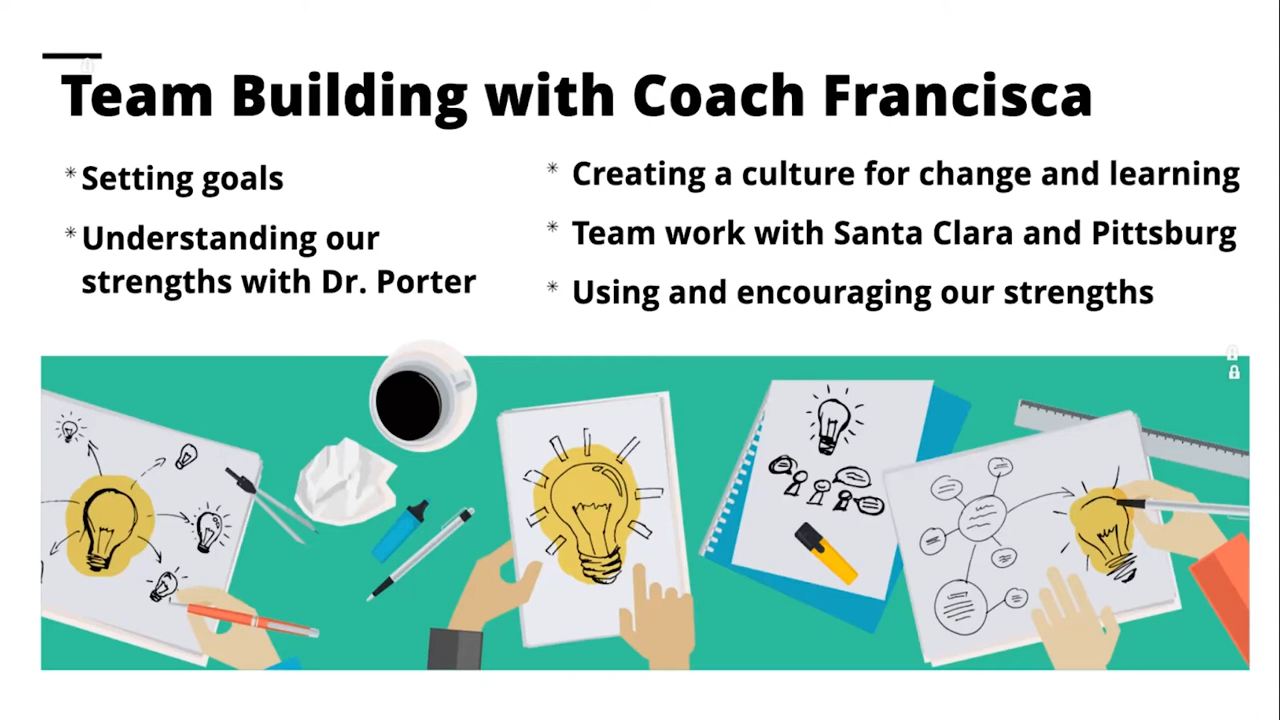 Team Building with Coach Francisca
* Setting goals
* Understanding our
strengths with Dr. Porter
* Creating a culture for change and learning
* Team work with Santa Clara and Pittsburg
* Using and encouraging our strengths